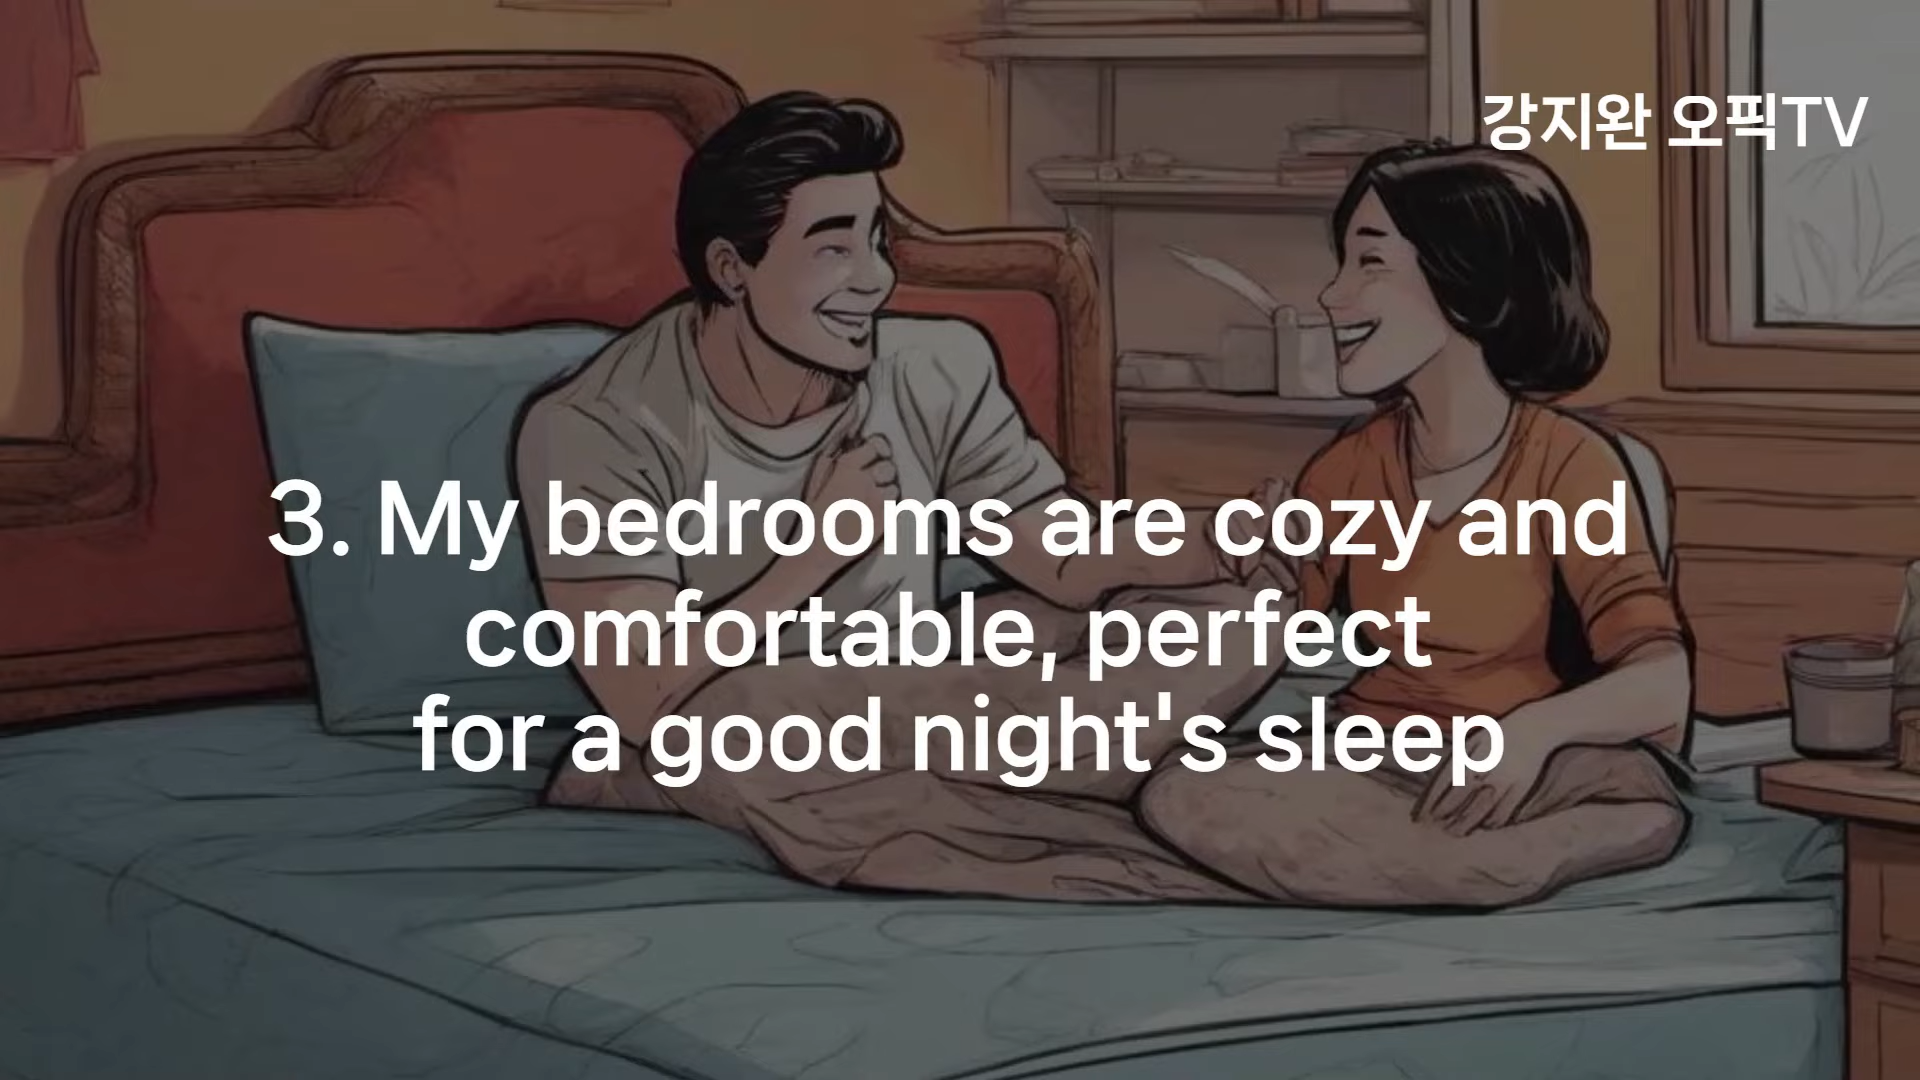 강지완 오픽TV
3. My bedrooms are cozy and
comfortable, perfect
for a good night's sleep